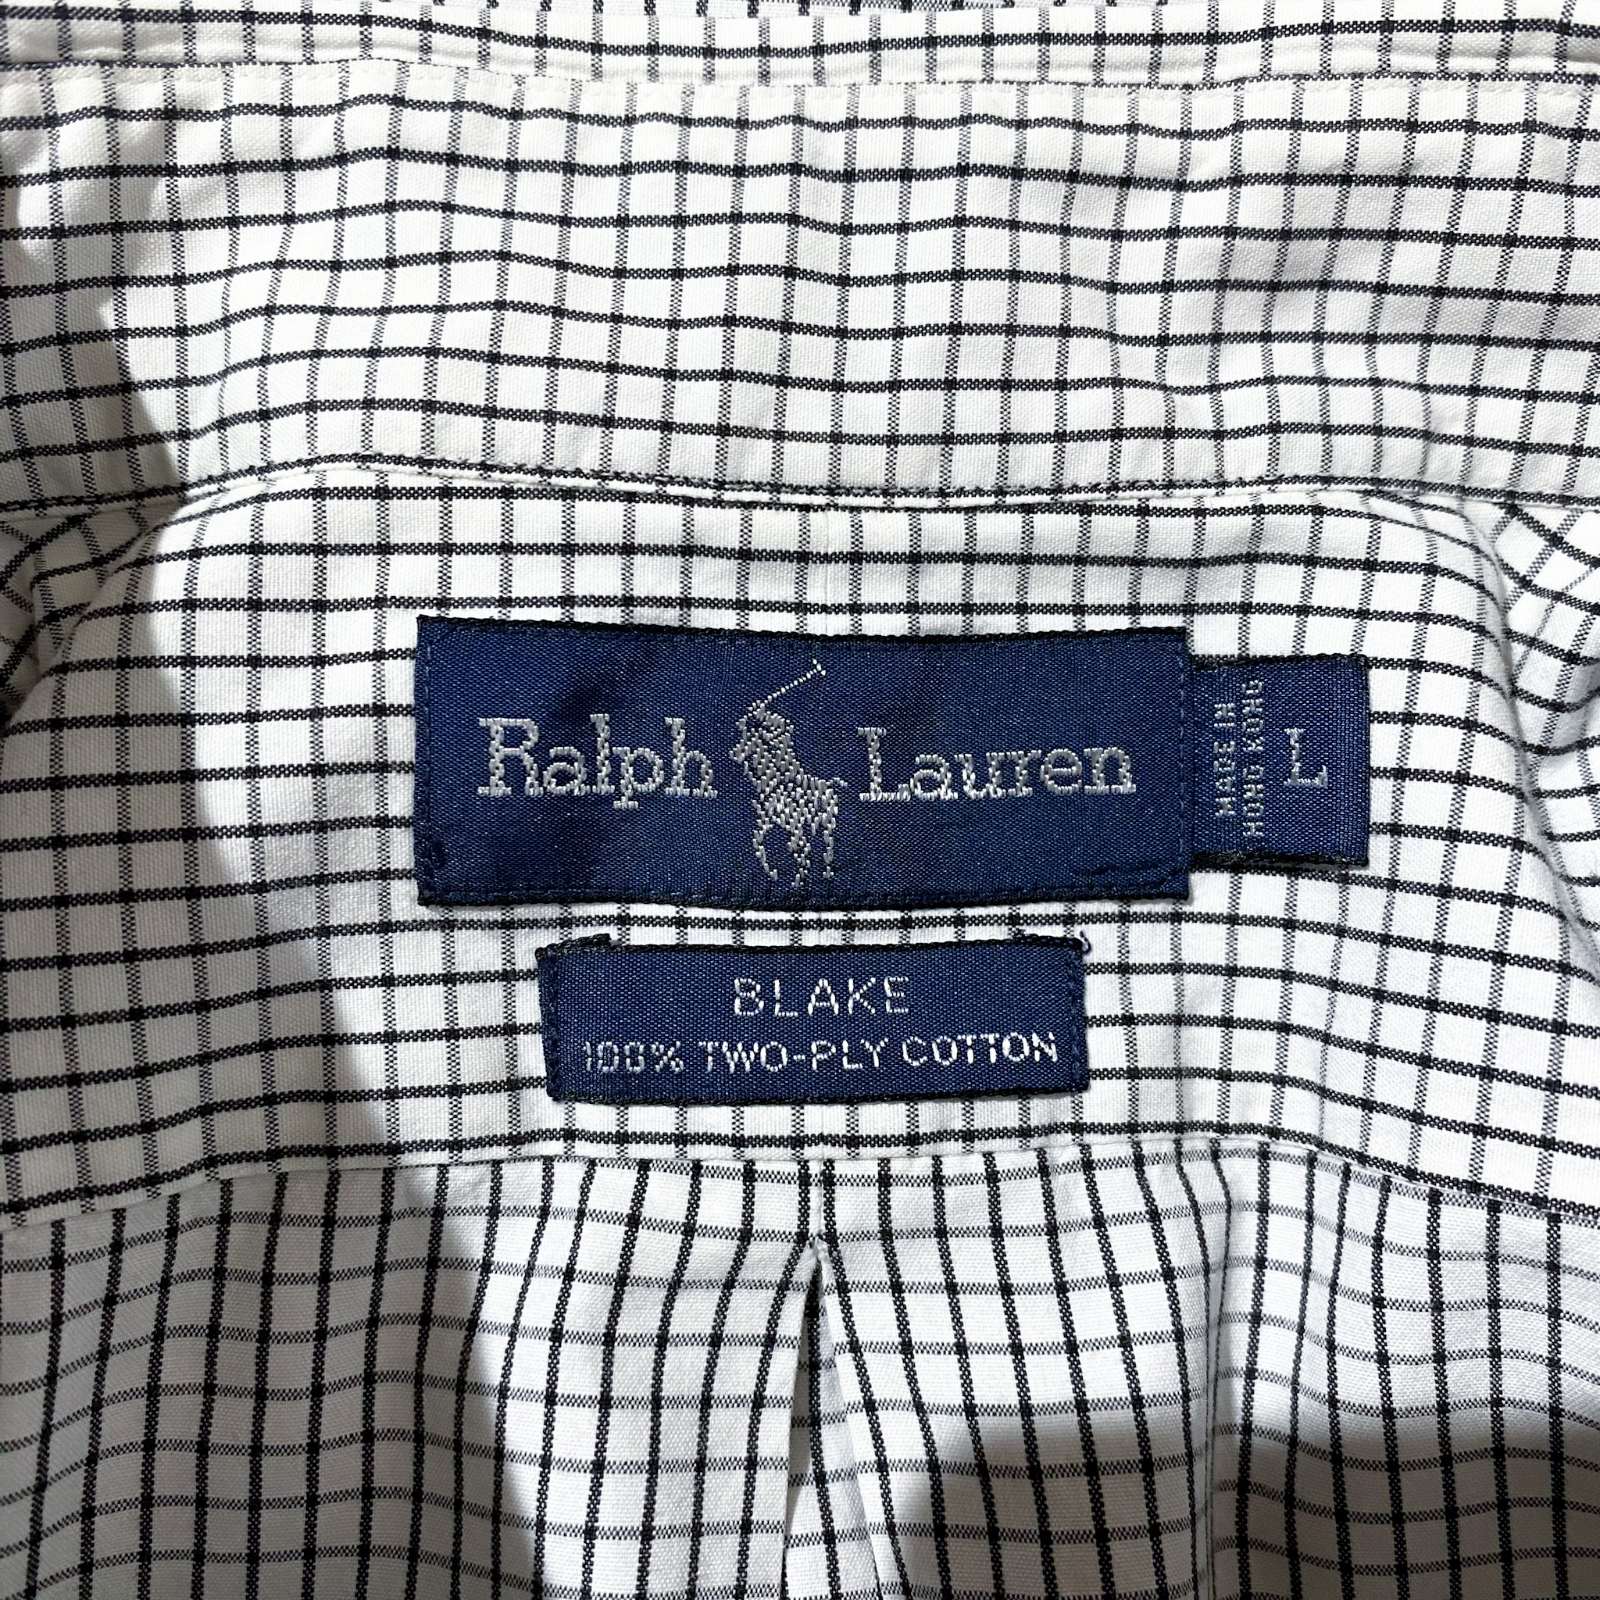 Ralph Lauren
MADE IN
HONG KONG
L
BLAKE
100% TWO-PLY COTTON